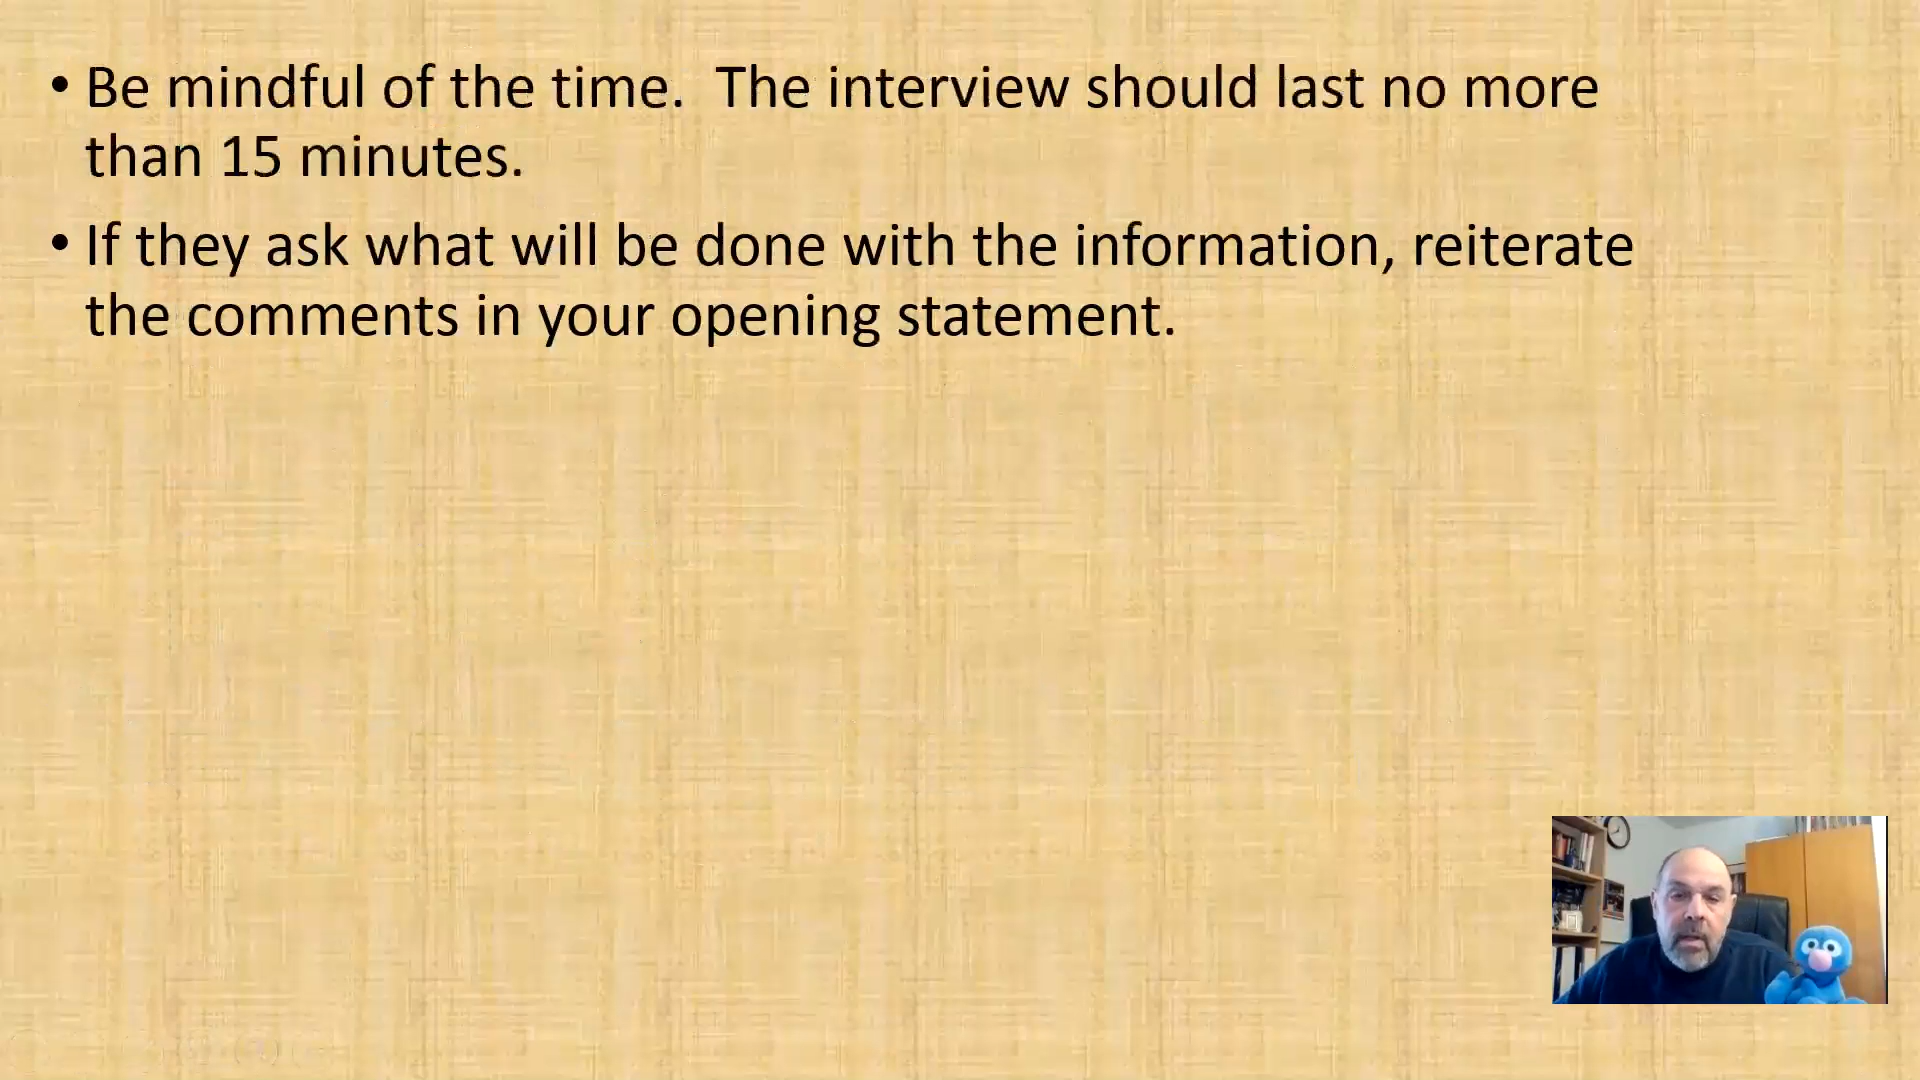 • Be mindful of the time.  The interview should last no more
than 15 minutes.
• If they ask what will be done with the information, reiterate
the comments in your opening statement.